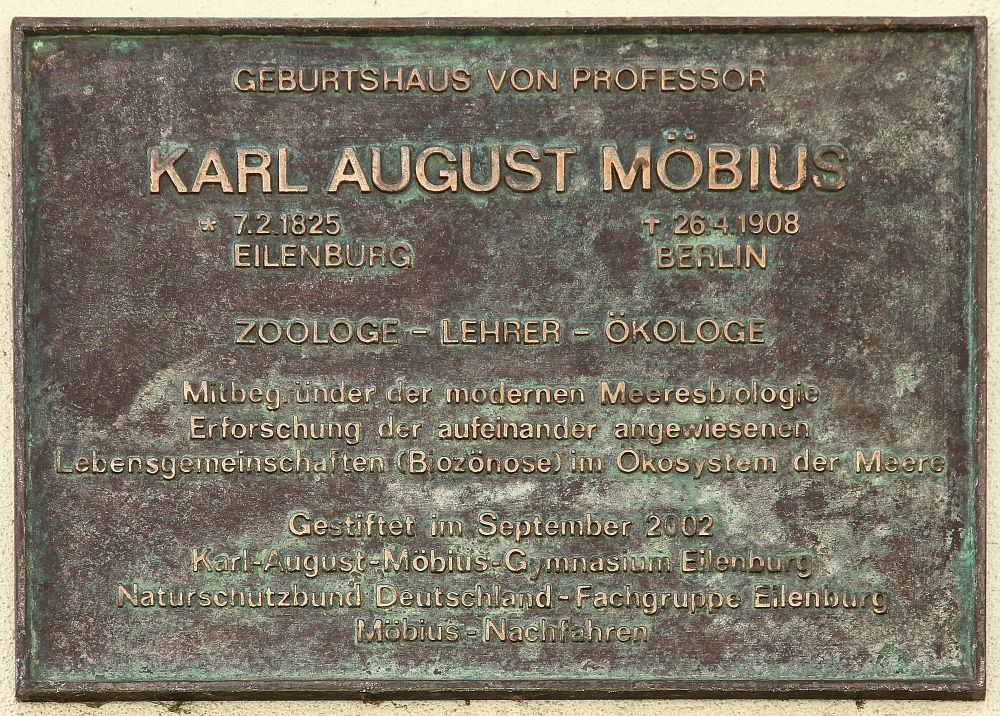 GEBURTSHAUS VON PROFESSOR
KARL AUGUST MÖBIUS
* 7.2.1825 † 26.4.1908
EILENBURG BERLIN
ZOOLOGE - LEHRER - ÖKOLOGE
Mitbegründer der modernen Meeresbiologie
Erforschung der aufeinander angewiesenen
Lebensgemeinschaften (Biozönose) im Ökosystem der Meere
Gestiftet im September 2002
Karl-August-Möbius-Gymnasium Eilenburg
Naturschutzbund Deutschland - Fachgruppe Eilenburg
Möbius - Nachfahren